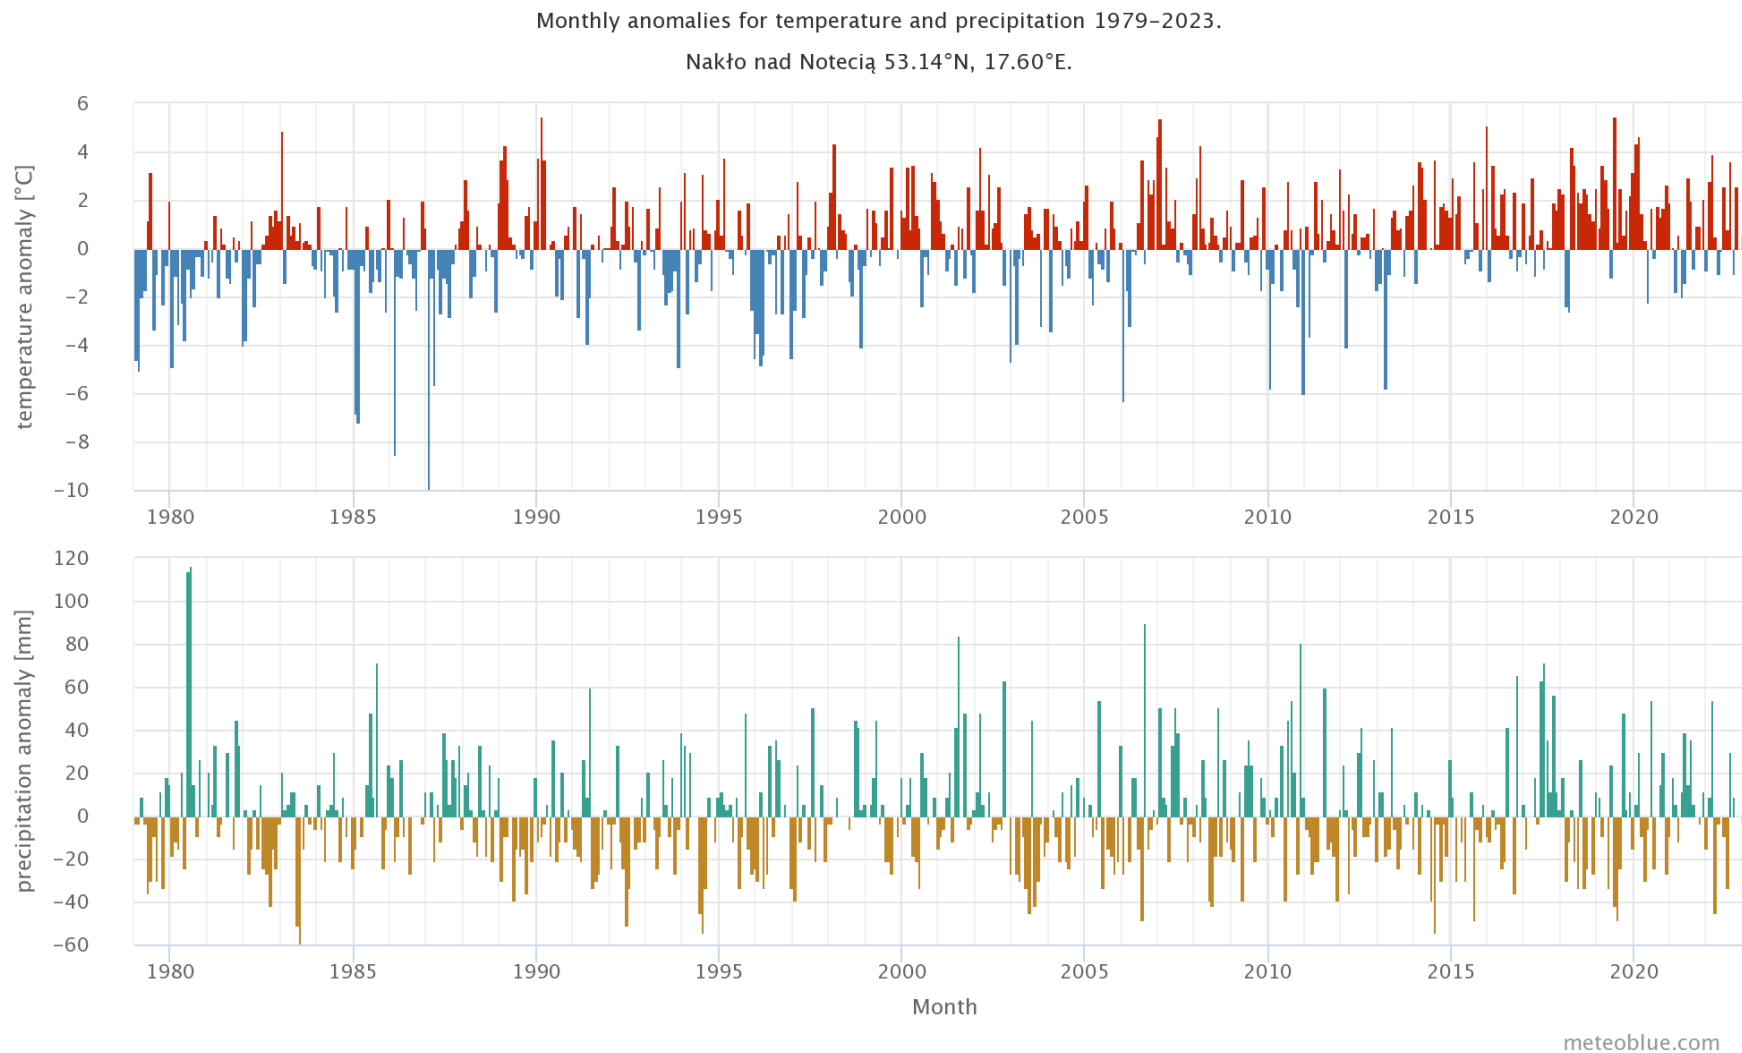 Monthly anomalies for temperature and precipitation 1979–2023.
Nakło nad Notecią 53.14°N, 17.60°E.
temperature anomaly [°C]
6
4
2
0
−2
−4
−6
−8
−10
1980 1985 1990 1995 2000 2005 2010 2015 2020
precipitation anomaly [mm]
120
100
80
60
40
20
0
−20
−40
−60
1980 1985 1990 1995 2000 2005 2010 2015 2020
Month
meteoblue.com